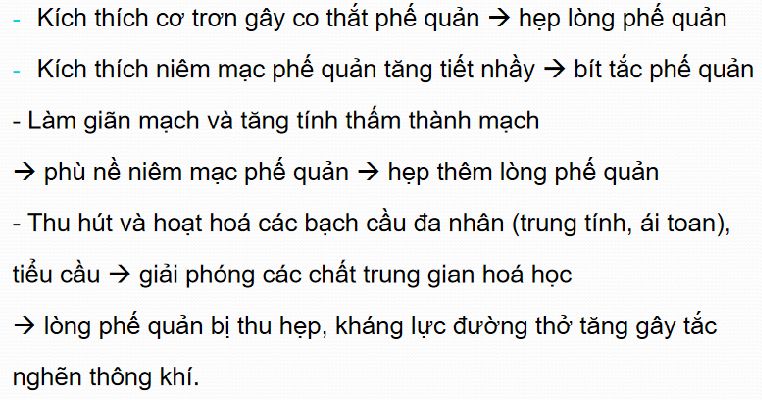 - Kích thích cơ trơn gây co thắt phế quản → hẹp lòng phế quản
- Kích thích niêm mạc phế quản tăng tiết nhầy → bít tắc phế quản
- Làm giãn mạch và tăng tính thấm thành mạch
→ phù nề niêm mạc phế quản → hẹp thêm lòng phế quản
- Thu hút và hoạt hoá các bạch cầu đa nhân (trung tính, ái toan),
tiểu cầu → giải phóng các chất trung gian hoá học
→ lòng phế quản bị thu hẹp, kháng lực đường thở tăng gây tắc
nghẽn thông khí.